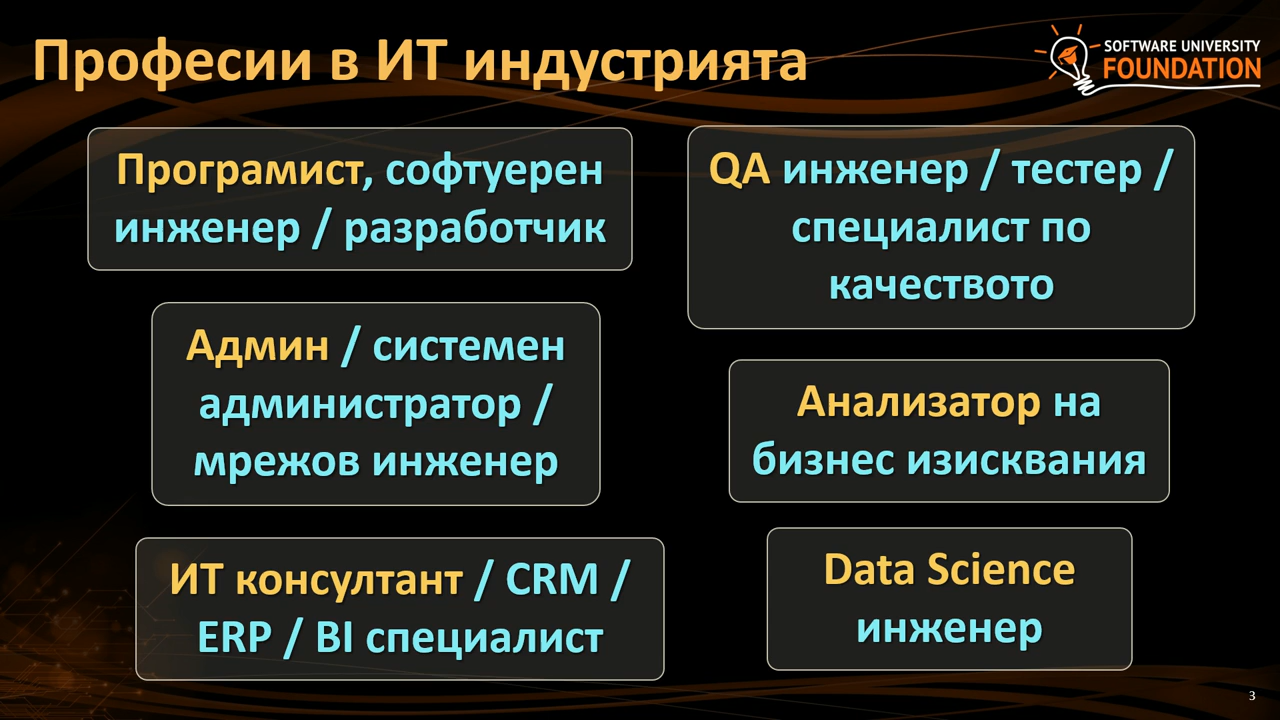 Професии в ИТ индустрията
SOFTWARE UNIVERSITY
FOUNDATION
Програмист, софтуерен
инженер / разработчик
QA инженер / тестер /
специалист по
качеството
Админ / системен
администратор /
мрежов инженер
Анализатор на
бизнес изисквания
ИТ консултант / CRM /
ERP / BI специалист
Data Science
инженер
3